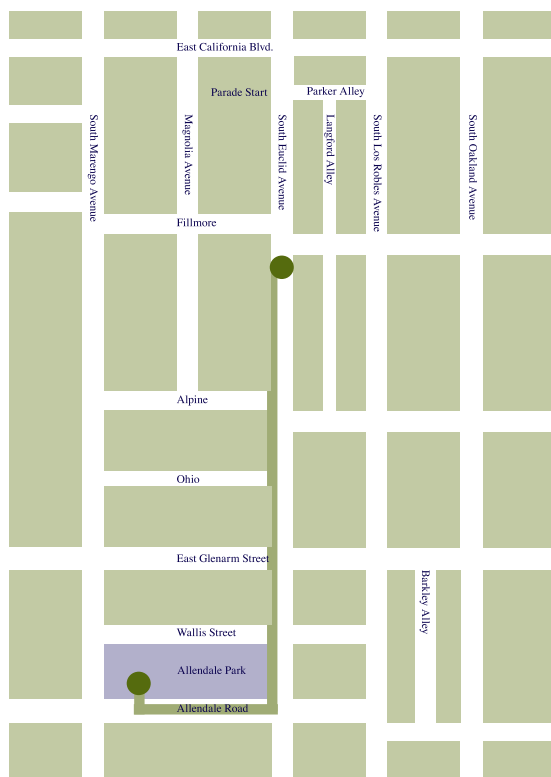 East California Blvd.
Parade Start
Parker Alley
South Marengo Avenue
Magnolia Avenue
South Euclid Avenue
Langford Alley
South Los Robles Avenue
South Oakland Avenue
Fillmore
Alpine
Ohio
East Glenarm Street
Barkley Alley
Wallis Street
Allendale Park
Allendale Road